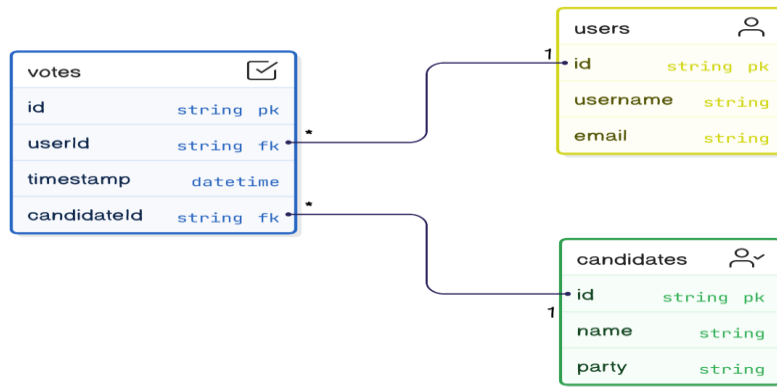 votes
id string pk
userId string fk *
timestamp datetime
candidateId string fk *
users
1 id string pk
username string
email string
candidates
1 id string pk
name string
party string